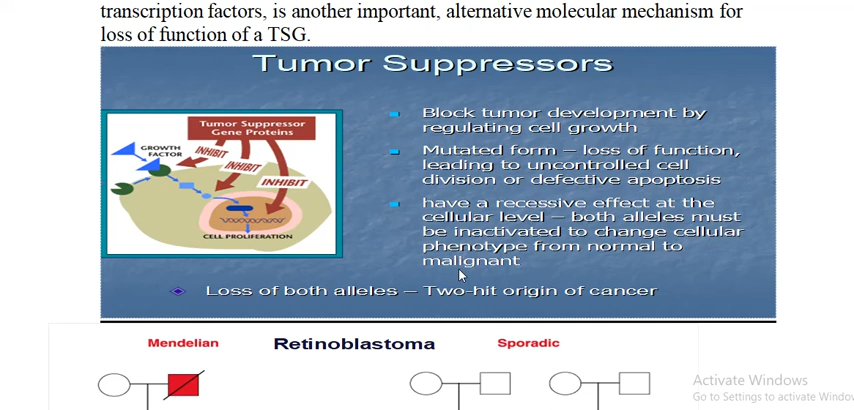 transcription factors, is another important, alternative molecular mechanism for
loss of function of a TSG.
Tumor Suppressors
Tumor Suppressor
Gene Proteins
GROWTH
FACTOR
INHIBIT
INHIBIT
INHIBIT
CELL PROLIFERATION
Block tumor development by
regulating cell growth
Mutated form – loss of function,
leading to uncontrolled cell
division or defective apoptosis
have a recessive effect at the
cellular level – both alleles must
be inactivated to change cellular
phenotype from normal to
malignant
Loss of both alleles – Two-hit origin of cancer
Mendelian
Retinoblastoma
Sporadic
Activate Windows
Go to Settings to activate Windows